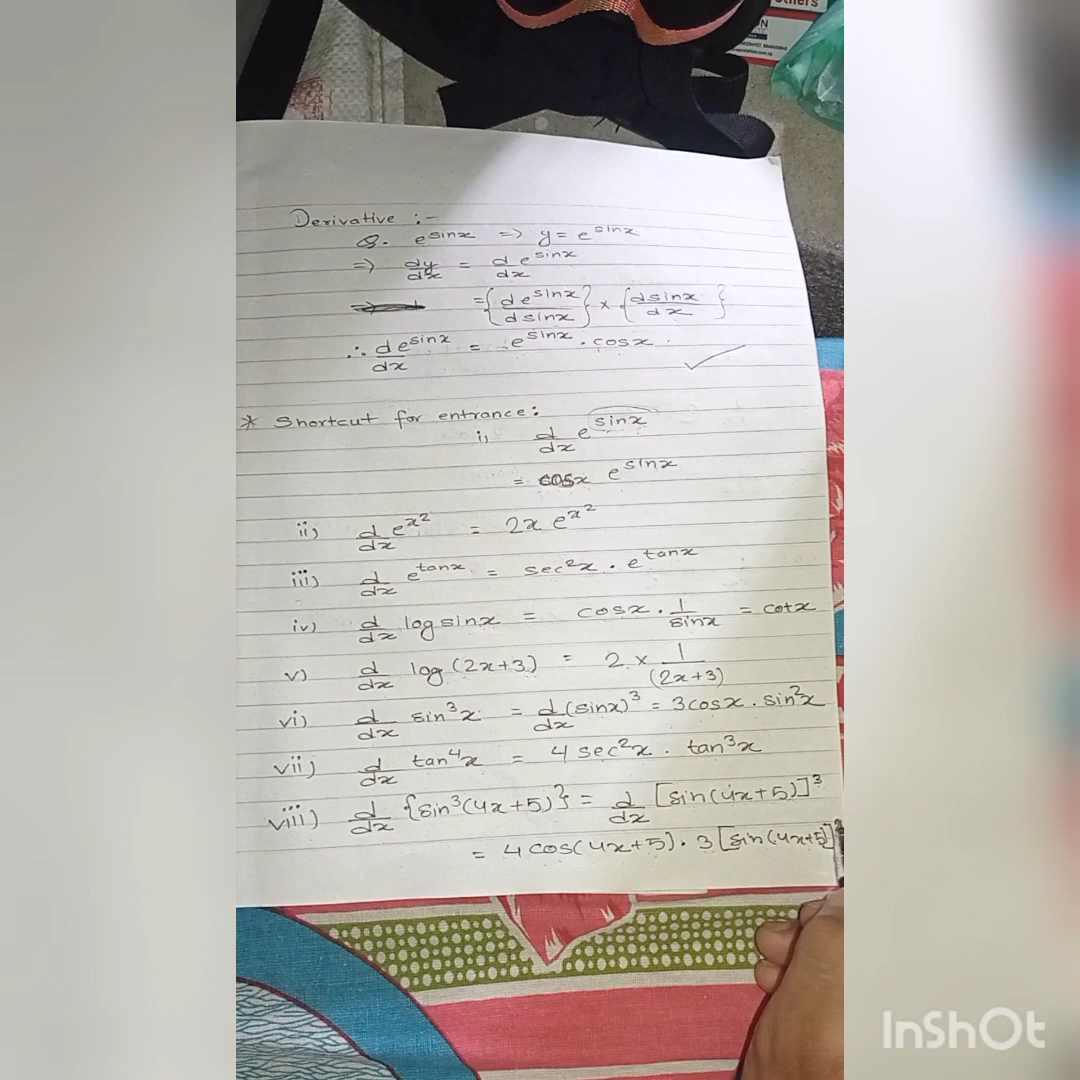 others
Derivative :-
Q. e^sinx => y = e^sinx
=> dy/dx = d/dx e^sinx
= {d e^sinx / d sinx} × {d sinx / dx}
∴ d/dx e^sinx = e^sinx . cosx .
* Shortcut for entrance:
i) d/dx e^sinx
= cosx e^sinx
ii) d/dx e^x² = 2x e^x²
iii) d/dx e^tanx = sec²x . e^tanx
iv) d/dx log sinx = cosx . 1/sinx = cotx
v) d/dx log (2x+3) = 2 × 1/(2x+3)
vi) d/dx sin³x = d/dx (sinx)³ = 3cosx . sin²x
vii) d/dx tan⁴x = 4 sec²x . tan³x
viii) d/dx {sin³(4x+5)} = d/dx [sin(4x+5)]³
= 4 cos(4x+5) . 3 [sin(4x+5)]
InShOt